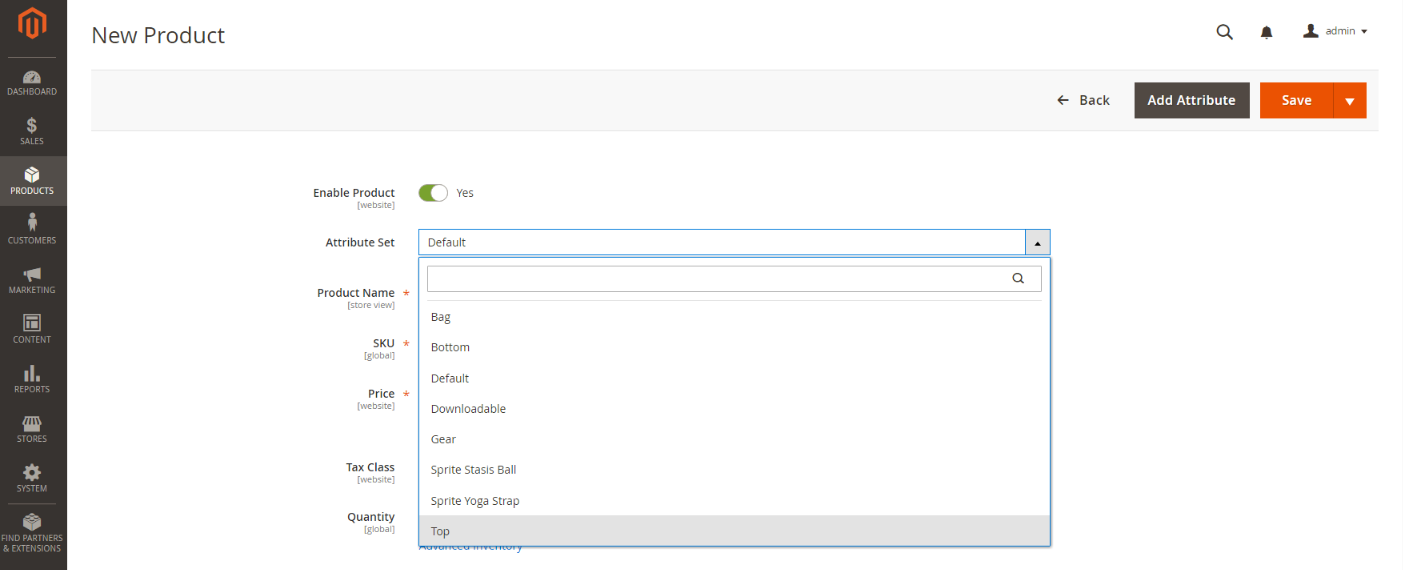 New Product
admin
DASHBOARD
SALES
PRODUCTS
CUSTOMERS
MARKETING
CONTENT
REPORTS
STORES
SYSTEM
FIND PARTNERS
& EXTENSIONS
Back
Add Attribute
Save
Enable Product
[website]
Yes
Attribute Set
Default
Product Name *
[store view]
SKU *
[global]
Price *
[website]
Tax Class
[website]
Quantity
[global]
Bag
Bottom
Default
Downloadable
Gear
Sprite Stasis Ball
Sprite Yoga Strap
Top
Advanced Inventory